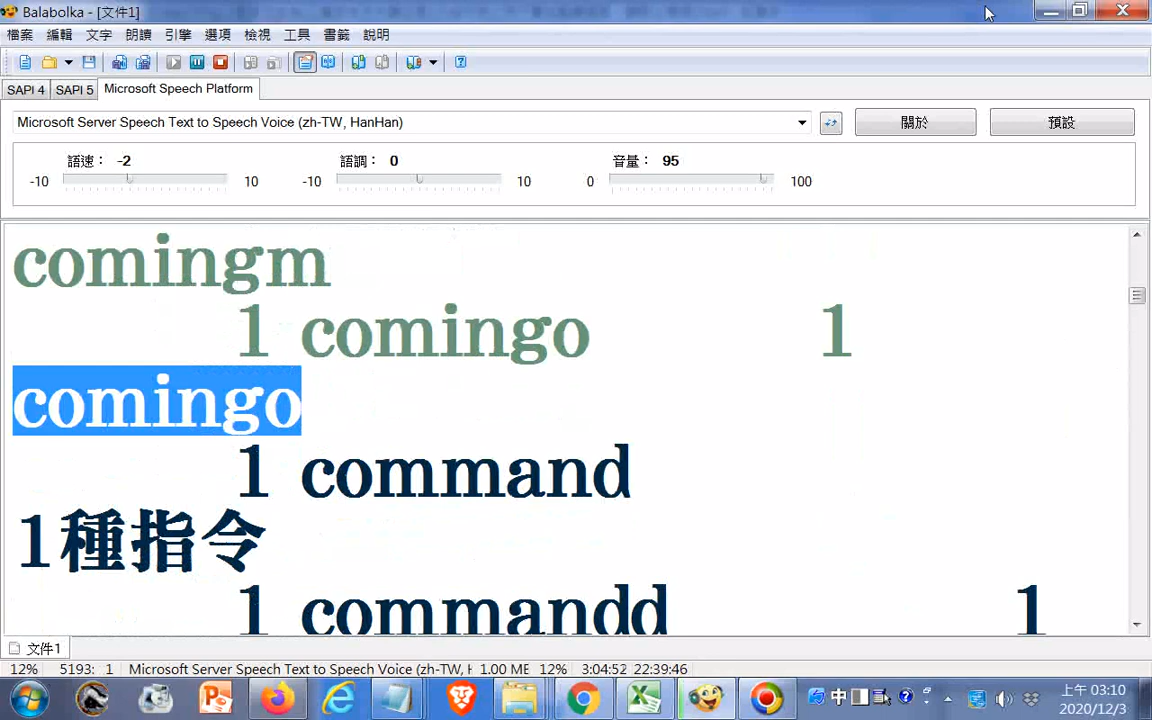 Balabolka - [文件1]
檔案 編輯 文字 朗讀 引擎 選項 檢視 工具 書籤 說明
SAPI 4 SAPI 5 Microsoft Speech Platform
Microsoft Server Speech Text to Speech Voice (zh-TW, HanHan) 關於 預設
語速： -2 語調： 0 音量： 95
-10 10 -10 10 0 100
comingm
1 comingo 1
comingo
1 command
1種指令
1 commandd 1
文件1
12% 5193: 1 Microsoft Server Speech Text to Speech Voice (zh-TW, 1.00 ME 12% 3:04:52 22:39:46
中 上午 03:10
2020/12/3